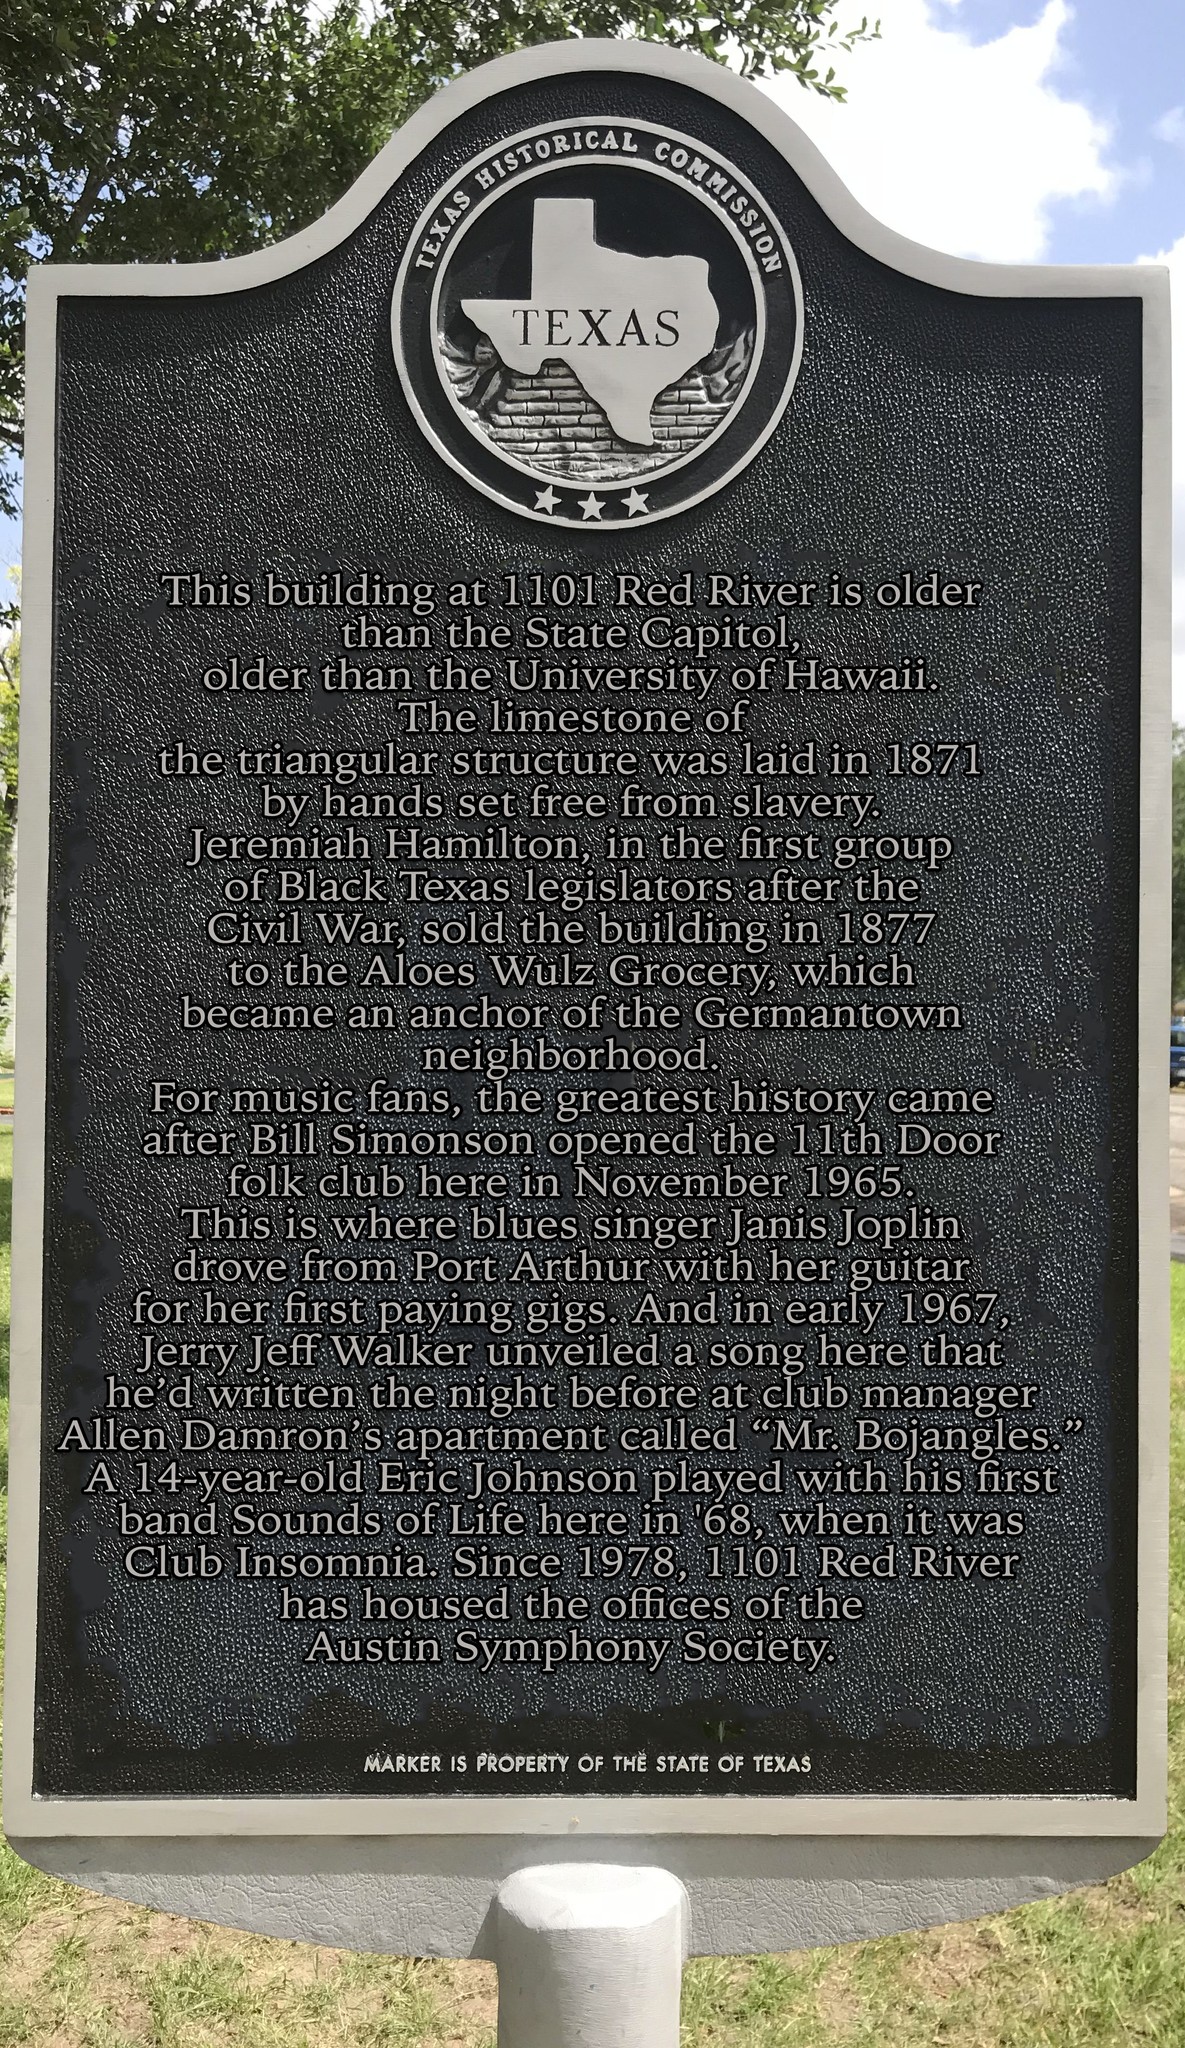 TEXAS HISTORICAL COMMISSION
TEXAS
This building at 1101 Red River is older
than the State Capitol,
older than the University of Hawaii.
The limestone of
the triangular structure was laid in 1871
by hands set free from slavery.
Jeremiah Hamilton, in the first group
of Black Texas legislators after the
Civil War, sold the building in 1877
to the Aloes Wulz Grocery, which
became an anchor of the Germantown
neighborhood.
For music fans, the greatest history came
after Bill Simonson opened the 11th Door
folk club here in November 1965.
This is where blues singer Janis Joplin
drove from Port Arthur with her guitar
for her first paying gigs. And in early 1967,
Jerry Jeff Walker unveiled a song here that
he’d written the night before at club manager
Allen Damron’s apartment called “Mr. Bojangles.”
A 14-year-old Eric Johnson played with his first
band Sounds of Life here in '68, when it was
Club Insomnia. Since 1978, 1101 Red River
has housed the offices of the
Austin Symphony Society.
MARKER IS PROPERTY OF THE STATE OF TEXAS